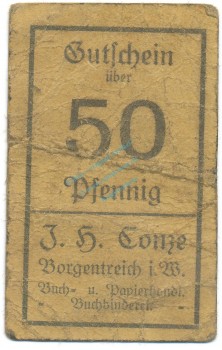 Gutschein
über
50
Pfennig
J. H. Conze
Borgentreich i. W.
Buch- u. Papierhandl.
- Buchbinderei. -